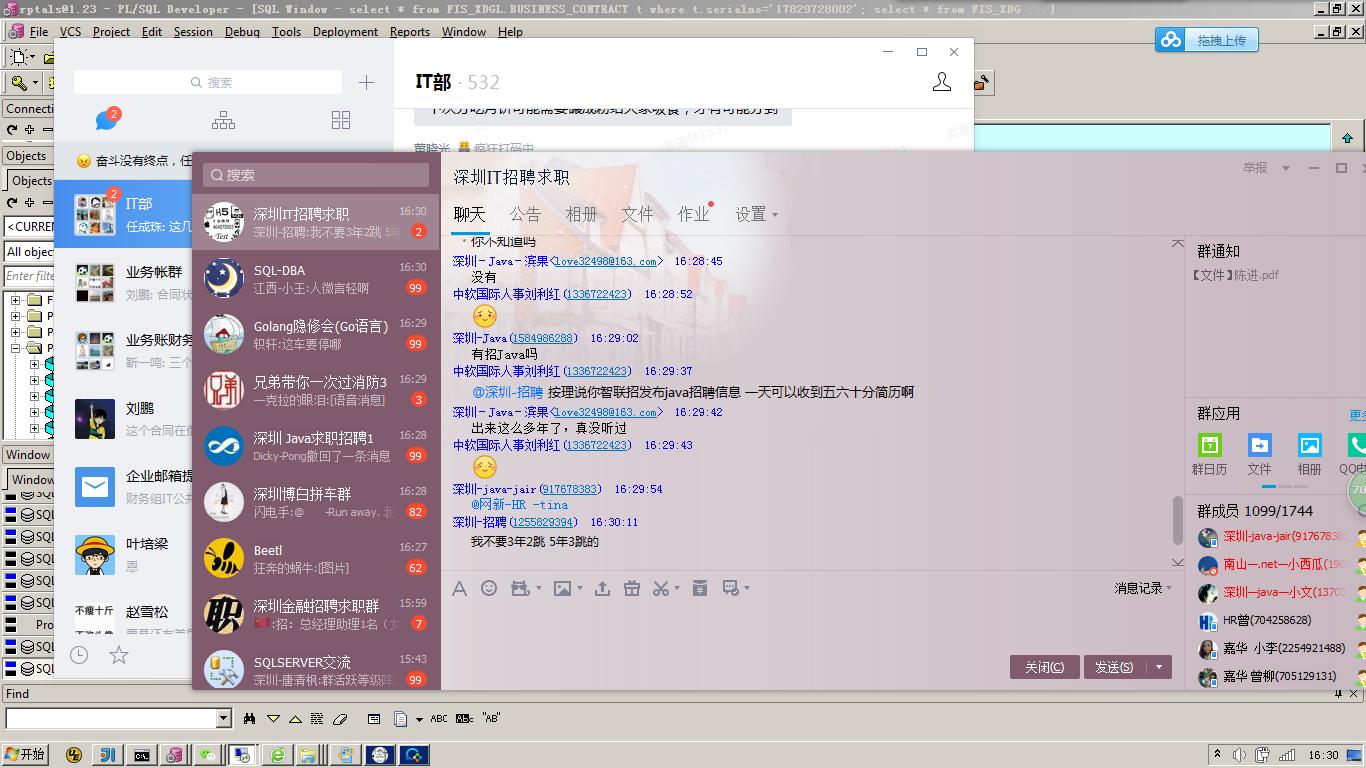 rptals@1.23 - PL/SQL Developer - [SQL Window - select * from FIS_XDGL.BUSINESS_CONTRACT t where t.serialno='17829728002'; select * from FIS_XDG ...]
File VCS Project Edit Session Debug Tools Deployment Reports Window Help
拖拽上传
搜索
IT部 · 532
Connecti
2
Objects
奋斗没有终点，任
疯狂打码中
Objects
<CURREN
All objec
Enter filte
IT部
任成珠: 这几
2
业务帐群
刘鹏: 合同状
业务账财务
靳一鸣: 三个
刘鹏
这个合同在信
企业邮箱提
财务组IT公共
叶培梁
恩
赵雪松
Window
Window
SQL
SQL
SQL
SQL
SQL
Pro
SQL
SQL
搜索
深圳IT招聘求职 16:30
深圳-招聘:我不要3年2跳 5年 2
SQL-DBA 16:30
江西-小王:人微言轻啊 99
Golang隐修会(Go语言) 16:29
轵轩:这车要停哪 99
兄弟带你一次过消防3 16:29
一克拉的眼泪:[语音消息] 3
深圳 Java求职招聘1 16:28
Dicky-Pong撤回了一条消息 99
深圳博白拼车群 16:28
闪电手:@ -Run away. 我 82
Beetl 16:27
狂奔的蜗牛:[图片] 62
深圳金融招聘求职群 15:59
:招：总经理助理1名（女 7
SQLSERVER交流 15:43
深圳-唐清枫:群活跃等级降 99
深圳IT招聘求职
举报
聊天 公告 相册 文件 作业 设置
你不知道吗
深圳－Java－滨果<love32498@163.com> 16:28:45
没有
中软国际人事刘利红(1336722423) 16:28:52
深圳-Java(1584986288) 16:29:02
有招Java吗
中软国际人事刘利红(1336722423) 16:29:37
@深圳-招聘 按理说你智联招发布java招聘信息 一天可以收到五六十分简历啊
深圳－Java－滨果<love32498@163.com> 16:29:42
出来这么多年了，真没听过
中软国际人事刘利红(1336722423) 16:29:43
深圳-java-jair(917678383) 16:29:54
@网新-HR -tina
深圳-招聘(1255829394) 16:30:11
我不要3年2跳 5年3跳的
消息记录
关闭(C) 发送(S)
群通知
【文件】陈进.pdf
群应用
群日历 文件 相册
70
群成员 1099/1744
深圳-java-jair(91767838
南山—.net—小西瓜(190
深圳—java—小文(1370
HR曾(704258628)
嘉华 小李(2254921488)
嘉华 曾柳(705129131)
Find
ABC ABc "AB"
开始
16:30